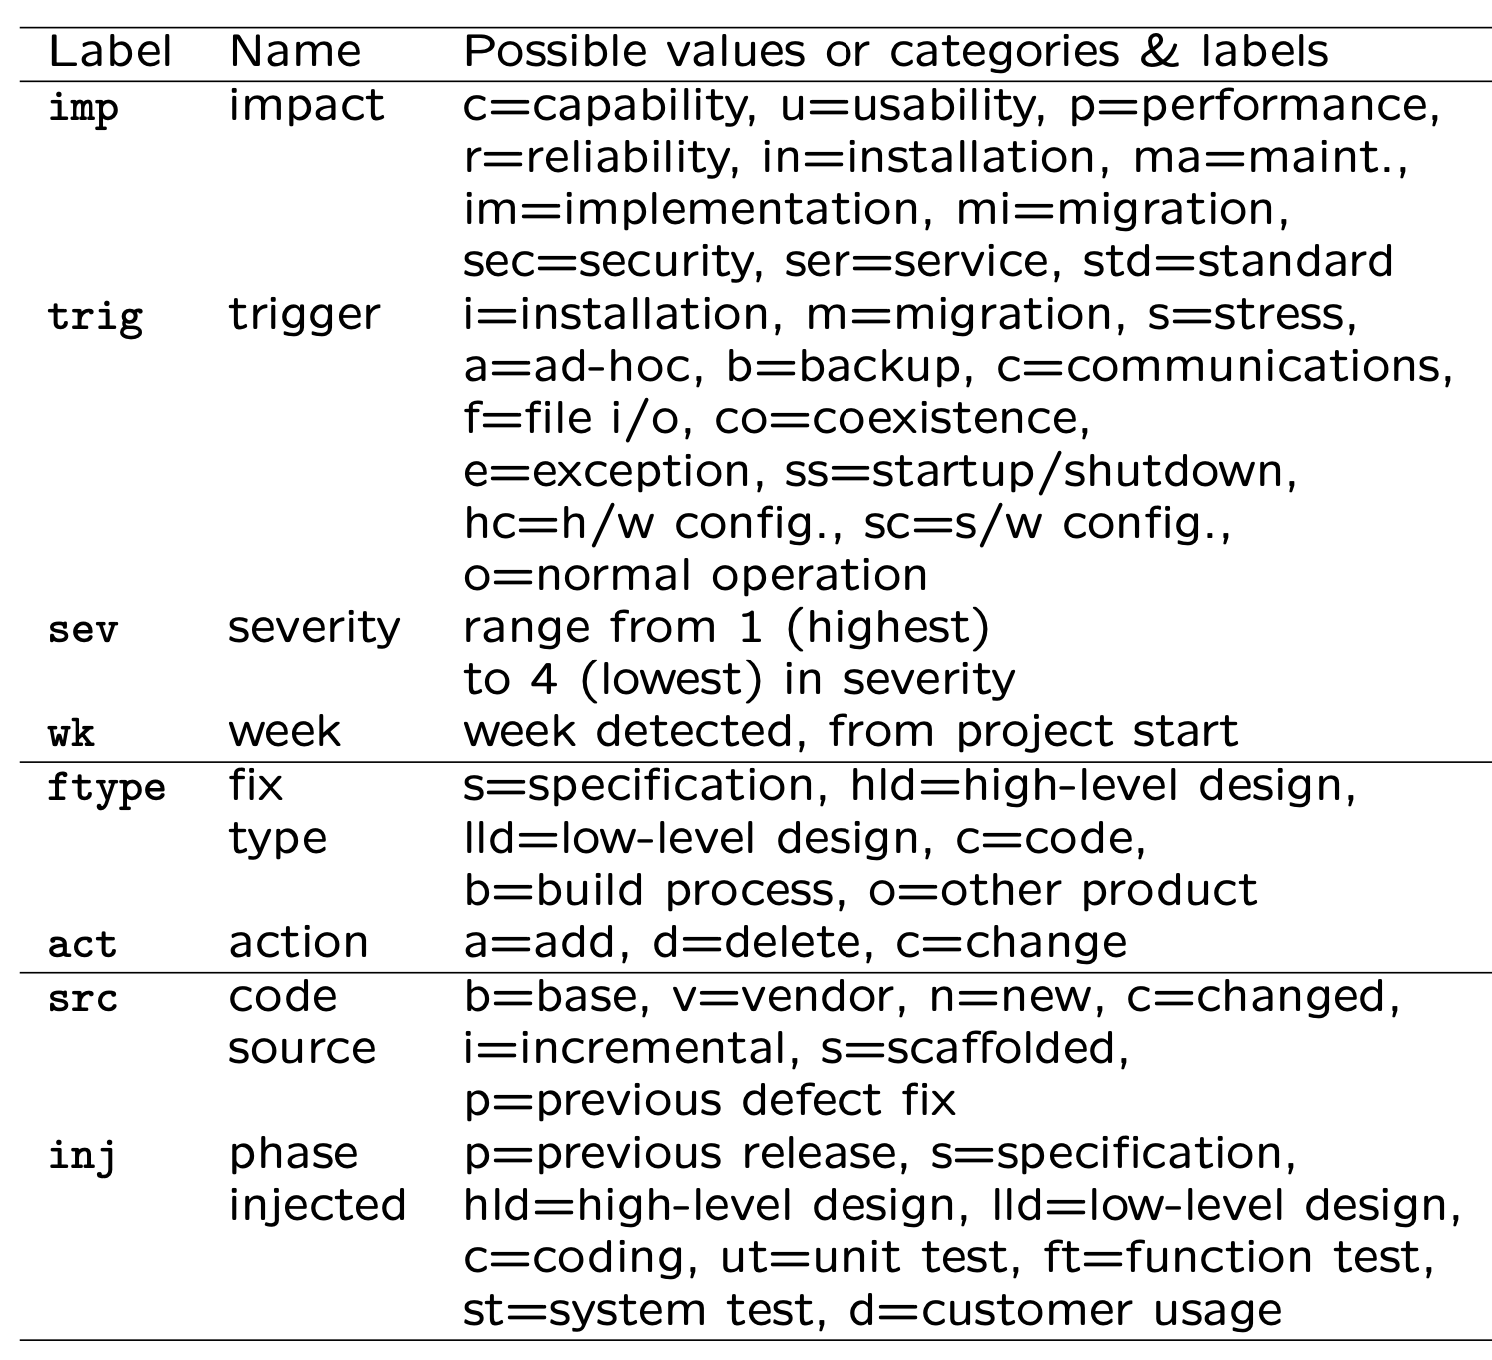 Label Name Possible values or categories & labels
imp impact c=capability, u=usability, p=performance,
r=reliability, in=installation, ma=maint.,
im=implementation, mi=migration,
sec=security, ser=service, std=standard
trig trigger i=installation, m=migration, s=stress,
a=ad-hoc, b=backup, c=communications,
f=file i/o, co=coexistence,
e=exception, ss=startup/shutdown,
hc=h/w config., sc=s/w config.,
o=normal operation
sev severity range from 1 (highest)
to 4 (lowest) in severity
wk week week detected, from project start
ftype fix s=specification, hld=high-level design,
type lld=low-level design, c=code,
b=build process, o=other product
act action a=add, d=delete, c=change
src code b=base, v=vendor, n=new, c=changed,
source i=incremental, s=scaffolded,
p=previous defect fix
inj phase p=previous release, s=specification,
injected hld=high-level design, lld=low-level design,
c=coding, ut=unit test, ft=function test,
st=system test, d=customer usage